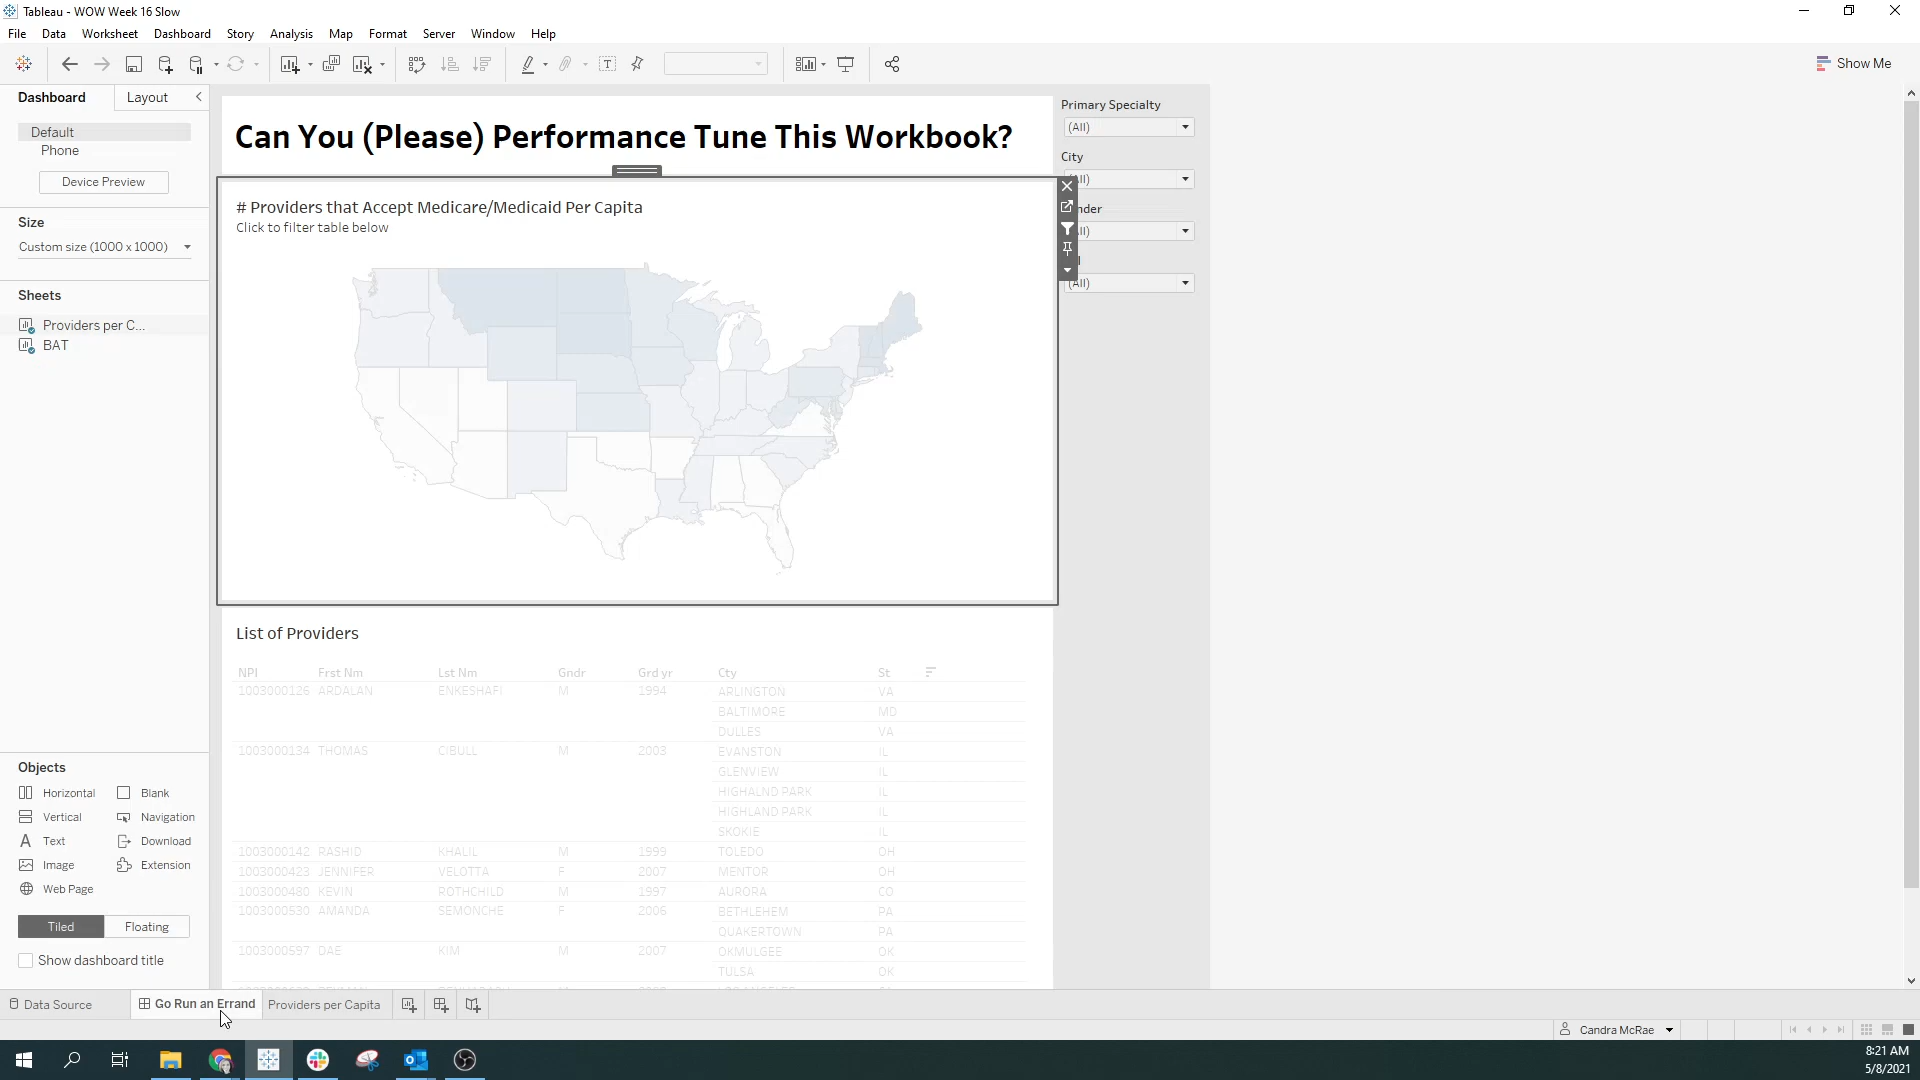 Tableau - WOW Week 16 Slow
File Data Worksheet Dashboard Story Analysis Map Format Server Window Help
Show Me
Dashboard Layout
Default
Phone
Device Preview
Size
Custom size (1000 x 1000)
Sheets
Providers per C...
BAT
Objects
Horizontal Blank
Vertical Navigation
Text Download
Image Extension
Web Page
Tiled Floating
Show dashboard title
Can You (Please) Performance Tune This Workbook?
# Providers that Accept Medicare/Medicaid Per Capita
Click to filter table below
Primary Specialty
(All)
City
All)
nder
All)
(All)
List of Providers
NPI Frst Nm Lst Nm Gndr Grd yr Cty St
1003000126 ARDALAN ENKESHAFI M 1994 ARLINGTON VA
BALTIMORE MD
DULLES VA
1003000134 THOMAS CIBULL M 2003 EVANSTON IL
GLENVIEW IL
HIGHALND PARK IL
HIGHLAND PARK IL
SKOKIE IL
1003000142 RASHID KHALIL M 1999 TOLEDO OH
1003000423 JENNIFER VELOTTA F 2007 MENTOR OH
1003000480 KEVIN ROTHCHILD M 1997 AURORA CO
1003000530 AMANDA SEMONCHE F 2006 BETHLEHEM PA
QUAKERTOWN PA
1003000597 DAE KIM M 2007 OKMULGEE OK
TULSA OK
Data Source Go Run an Errand Providers per Capita
Candra McRae
8:21 AM
5/8/2021